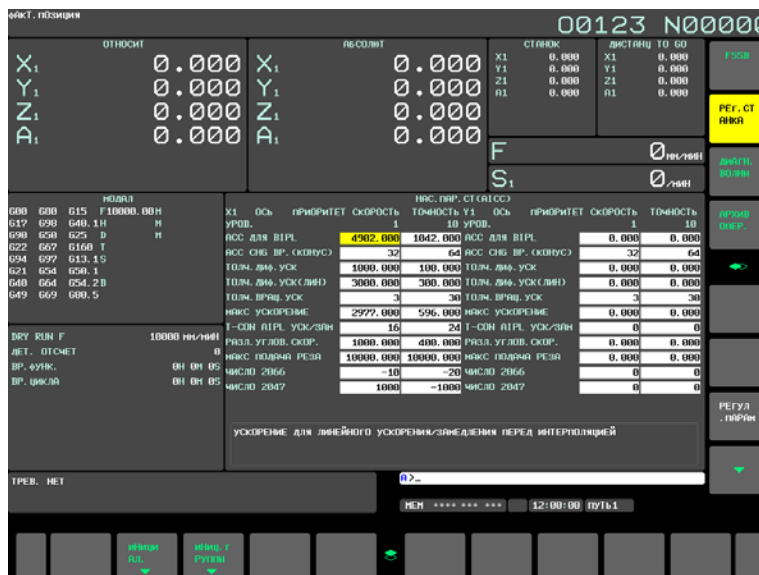 ФАКТ. ПОЗИЦИЯ
O0123 N0000
ОТНОСИТ
X1 0.000
Y1 0.000
Z1 0.000
A1 0.000
АБСОЛЮТ
X1 0.000
Y1 0.000
Z1 0.000
A1 0.000
СТАНОК
X1 0.000
Y1 0.000
Z1 0.000
A1 0.000
ДИСТАНЦ TO GO
X1 0.000
Y1 0.000
Z1 0.000
A1 0.000
F 0 ММ/МИН
S1 0 /МИН
МОДАЛ
G00 G80 G15 F10000.00 M
G17 G98 G40.1 H M
G90 G50 G25 D M
G22 G67 G160 T
G94 G97 G13.1 S
G21 G54 G50.1
G40 G64 G54.2 B
G49 G69 G80.5
DRY RUN F 10000 ММ/МИН
ДЕТ. ОТСЧЕТ 0
ВР.ФУНК. 0H 0M 0S
ВР.ЦИКЛА 0H 0M 0S
НАС.ПАР.СТ(AICC)
X1 ОСЬ ПРИОРИТЕТ СКОРОСТЬ ТОЧНОСТЬ Y1 ОСЬ ПРИОРИТЕТ СКОРОСТЬ ТОЧНОСТЬ
УРОВ. 1 10 УРОВ. 1 10
ACC ДЛЯ BIPL 4902.000 1042.000 ACC ДЛЯ BIPL 0.000 0.000
ACC CHG ВР.(КОНУС) 32 64 ACC CHG ВР.(КОНУС) 32 64
ТОЛЧ.ДИФ.УСК 1000.000 100.000 ТОЛЧ.ДИФ.УСК 0.000 0.000
ТОЛЧ.ДИФ.УСК(ЛИН) 3000.000 300.000 ТОЛЧ.ДИФ.УСК(ЛИН) 0.000 0.000
ТОЛЧ.ВРАЩ.УСК 3 30 ТОЛЧ.ВРАЩ.УСК 3 30
МАКС УСКОРЕНИЕ 2977.000 596.000 МАКС УСКОРЕНИЕ 0.000 0.000
T-CON AIPL УСК/ЗАМ 16 24 T-CON AIPL УСК/ЗАМ 0 0
РАЗЛ.УГЛОВ.СКОР. 1000.000 400.000 РАЗЛ.УГЛОВ.СКОР. 0.000 0.000
МАКС ПОДАЧА РЕЗА 10000.000 10000.000 МАКС ПОДАЧА РЕЗА 0.000 0.000
ЧИСЛО 2066 -10 -20 ЧИСЛО 2066 0 0
ЧИСЛО 2047 1000 -1000 ЧИСЛО 2047 0 0
УСКОРЕНИЕ ДЛЯ ЛИНЕЙНОГО УСКОРЕНИЯ/ЗАМЕДЛЕНИЯ ПЕРЕД ИНТЕРПОЛЯЦИЕЙ
ТРЕВ. НЕТ
A>_
MEM **** *** *** 12:00:00 ПУТЬ1
FSSB
РЕГ.СТ
АНКА
ДИАГН.
ВОЛНИ
АРХИВ
ОПЕР.
РЕГУЛ
.ПАРАМ
ИНИЦИ
АЛ.
ИНИЦ.Г
РУППЫ